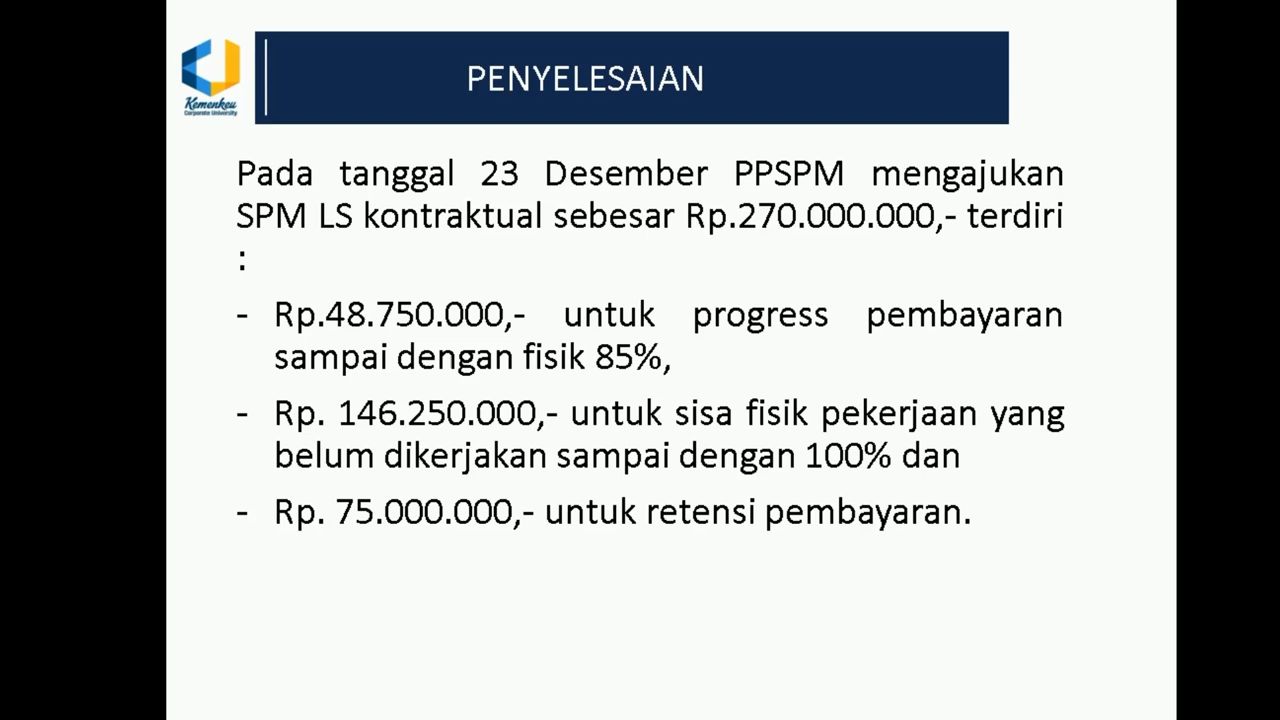 Kemenkeu
Corporate University
PENYELESAIAN
Pada tanggal 23 Desember PPSPM mengajukan
SPM LS kontraktual sebesar Rp.270.000.000,- terdiri
:
- Rp.48.750.000,- untuk progress pembayaran
sampai dengan fisik 85%,
- Rp. 146.250.000,- untuk sisa fisik pekerjaan yang
belum dikerjakan sampai dengan 100% dan
- Rp. 75.000.000,- untuk retensi pembayaran.